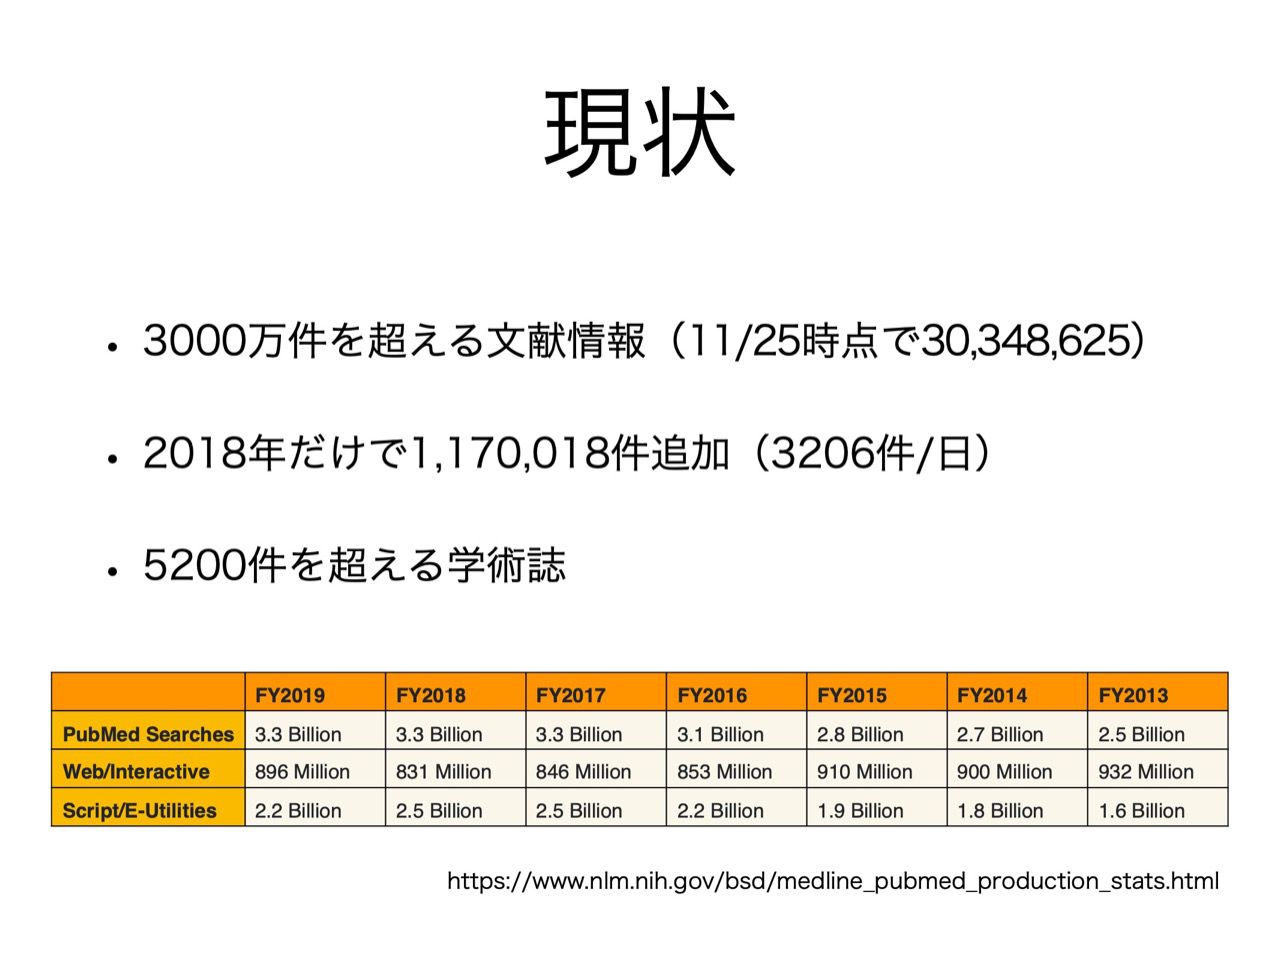 現状
• 3000万件を超える文献情報（11/25時点で30,348,625）
• 2018年だけで1,170,018件追加（3206件/日）
• 5200件を超える学術誌
FY2019 FY2018 FY2017 FY2016 FY2015 FY2014 FY2013
PubMed Searches 3.3 Billion 3.3 Billion 3.3 Billion 3.1 Billion 2.8 Billion 2.7 Billion 2.5 Billion
Web/Interactive 896 Million 831 Million 846 Million 853 Million 910 Million 900 Million 932 Million
Script/E-Utilities 2.2 Billion 2.5 Billion 2.5 Billion 2.2 Billion 1.9 Billion 1.8 Billion 1.6 Billion
https://www.nlm.nih.gov/bsd/medline_pubmed_production_stats.html